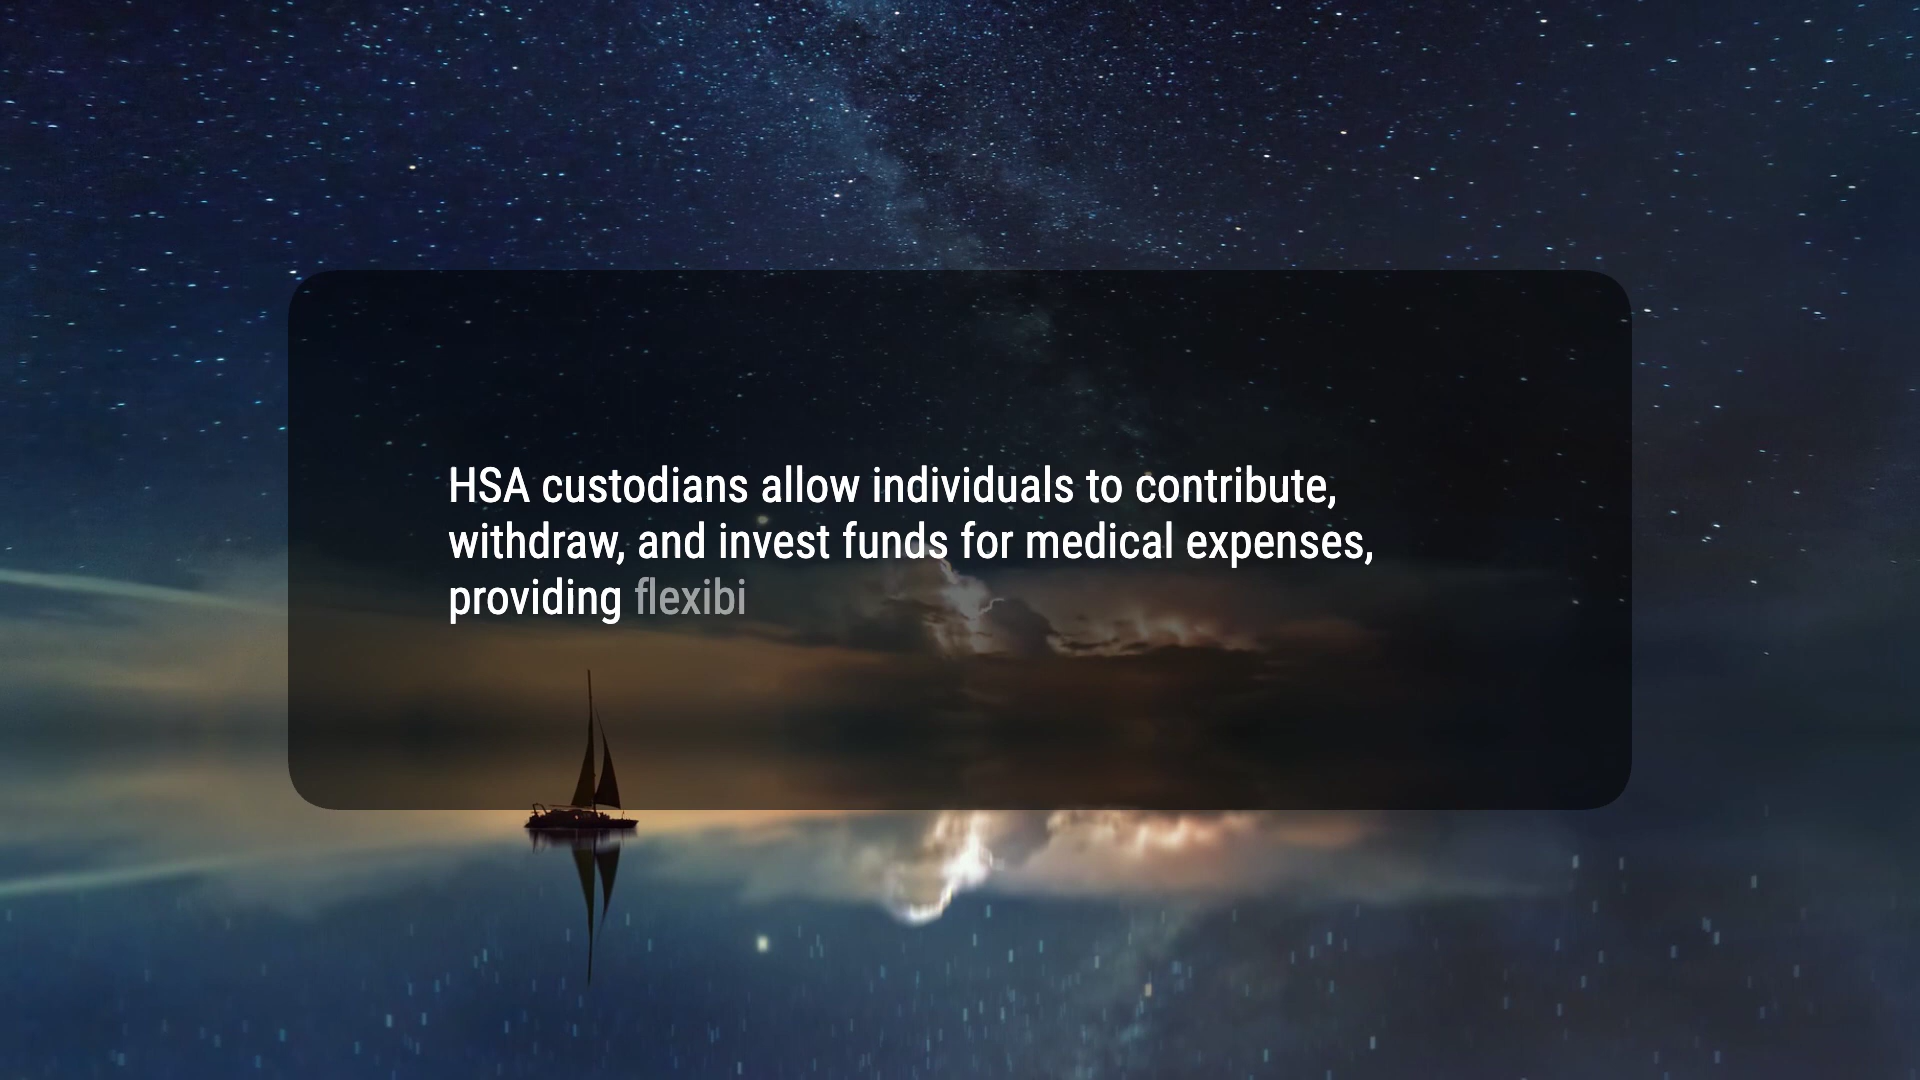 HSA custodians allow individuals to contribute,
withdraw, and invest funds for medical expenses,
providing flexibi